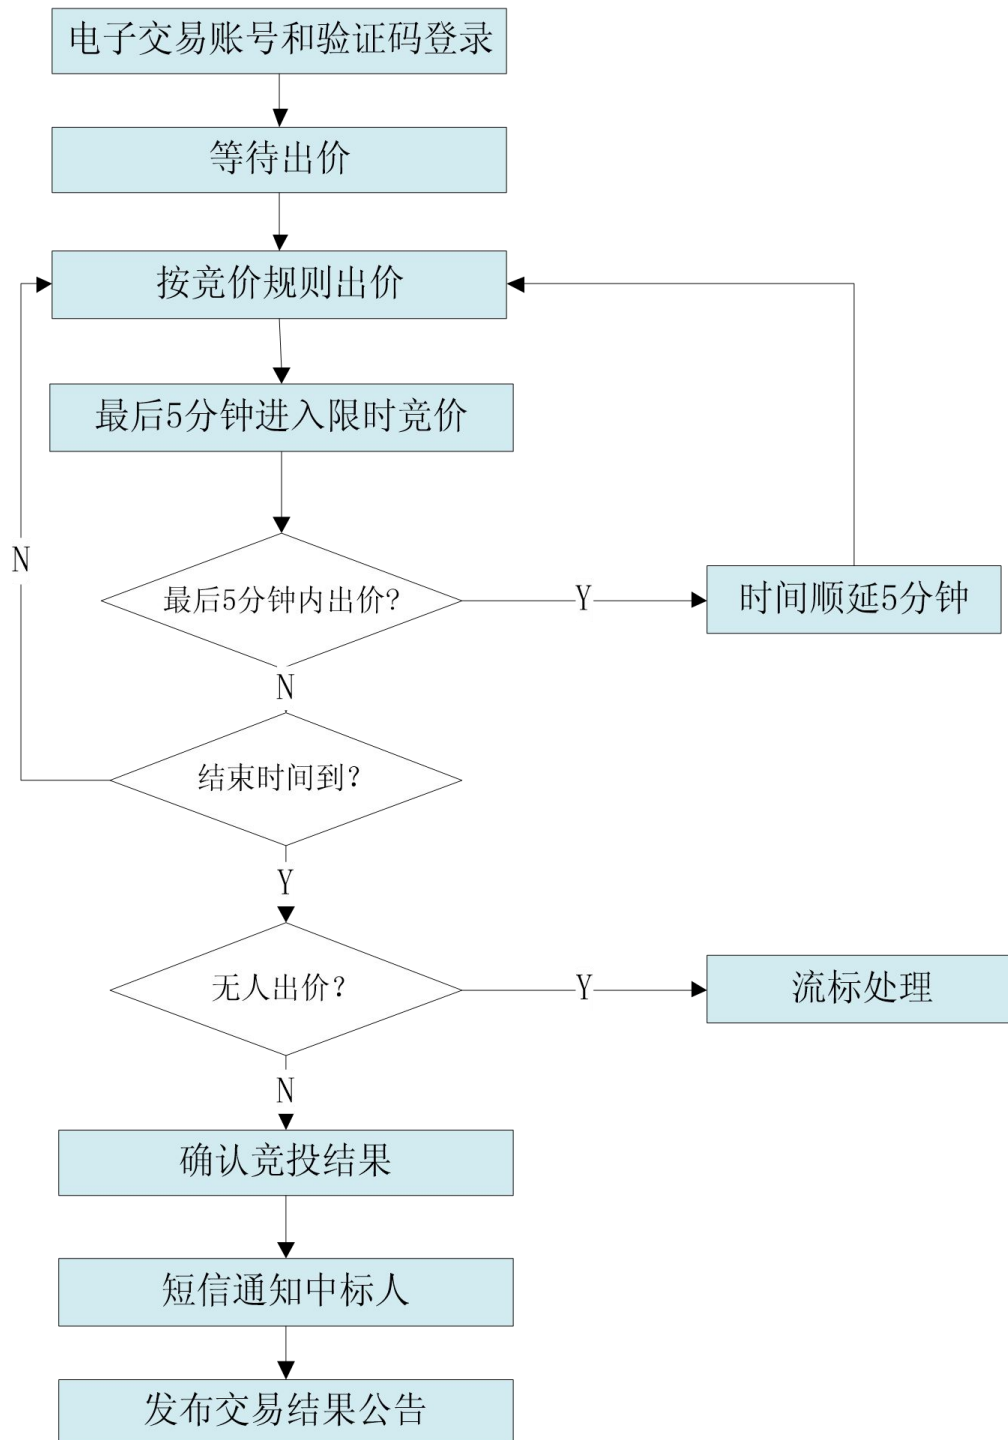 电子交易账号和验证码登录
等待出价
按竞价规则出价
最后5分钟进入限时竞价
N
最后5分钟内出价?
Y
时间顺延5分钟
N
结束时间到?
Y
无人出价?
Y
流标处理
N
确认竞投结果
短信通知中标人
发布交易结果公告